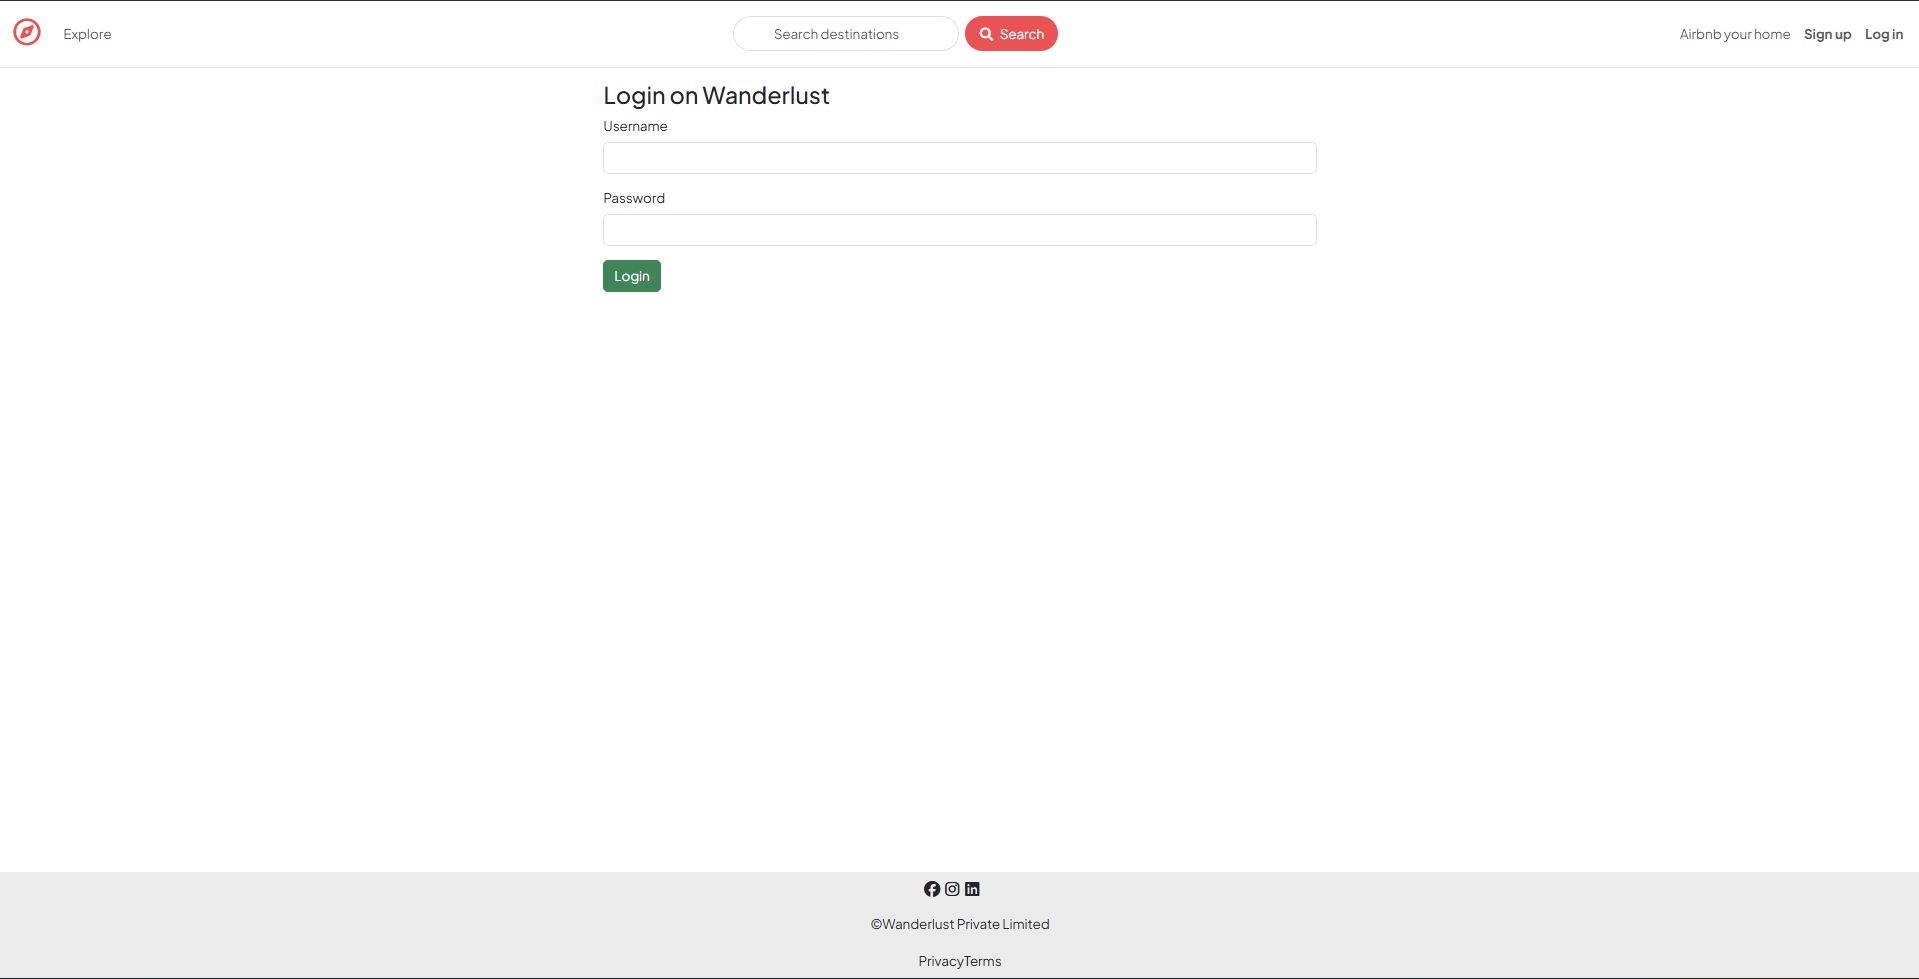 Explore Search destinations Search Airbnb your home Sign up Log in
Login on Wanderlust
Username
Password
Login
©Wanderlust Private Limited
PrivacyTerms